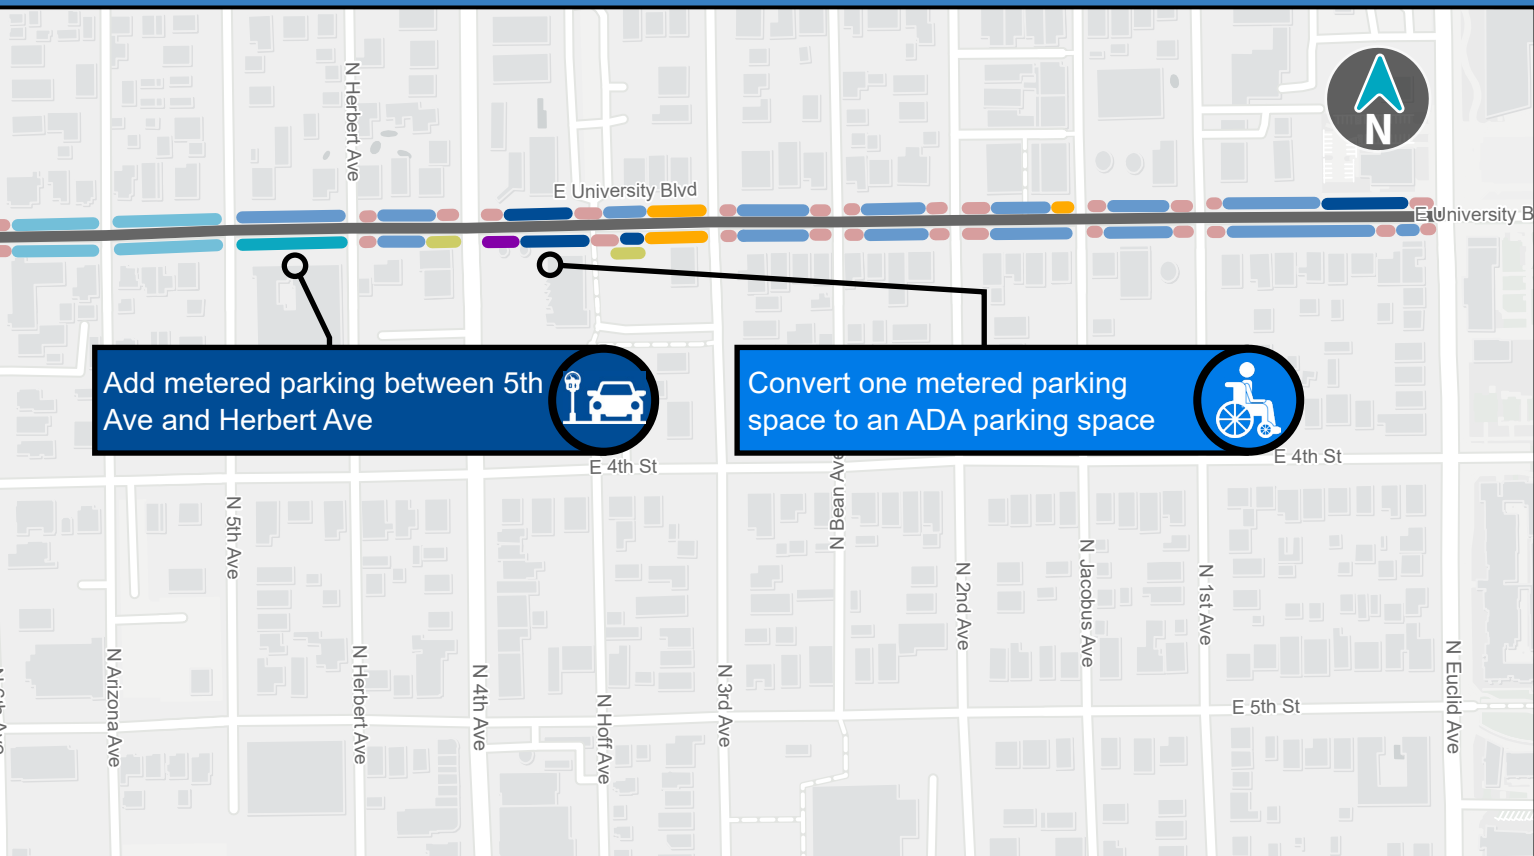 N Herbert Ave
N
E University Blvd
E University B
Add metered parking between 5th
Ave and Herbert Ave
Convert one metered parking
space to an ADA parking space
E 4th St
E 4th St
N 5th Ave
N Bean Ave
N Jacobus Ave
N 2nd Ave
N 1st Ave
N Arizona Ave
N Herbert Ave
N 4th Ave
N Hoff Ave
N 3rd Ave
N Euclid Ave
E 5th St